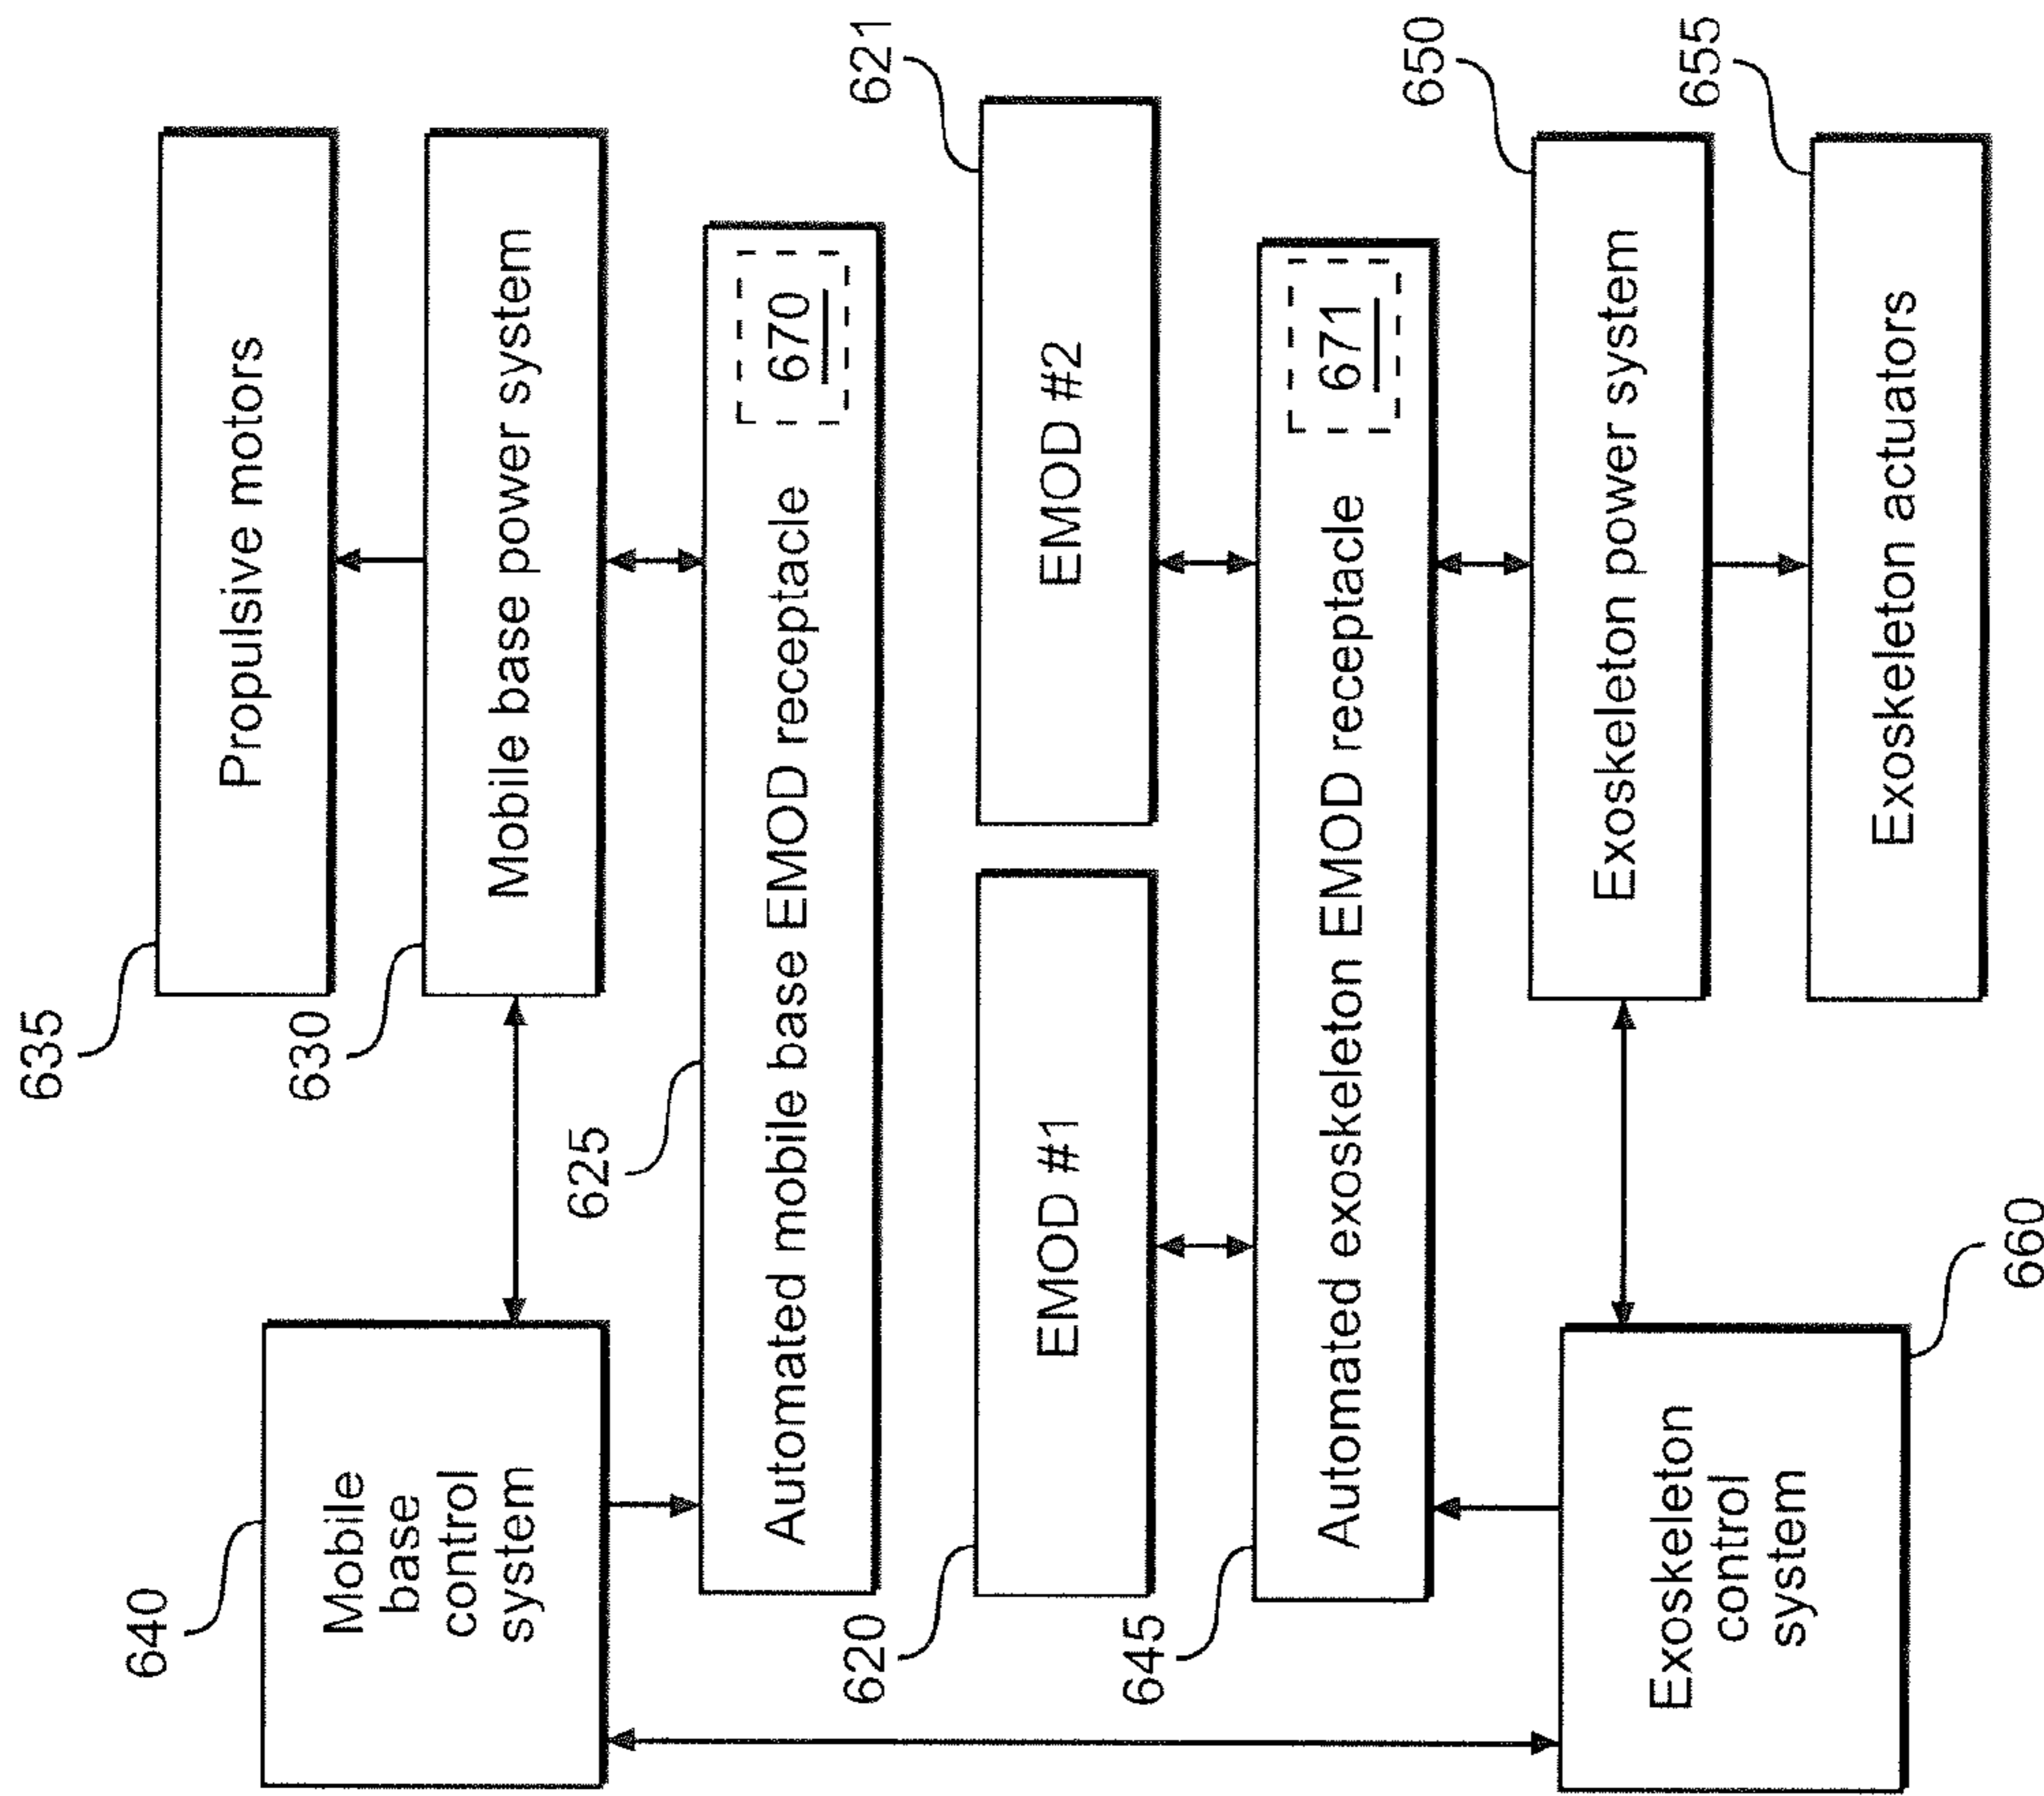 635
Propulsive motors
630
Mobile base power system
640
Mobile
base
control
system
625
Automated mobile base EMOD receptacle
670
620
EMOD #1
621
EMOD #2
645
Automated exoskeleton EMOD receptacle
671
650
Exoskeleton power system
660
Exoskeleton
control
system
655
Exoskeleton actuators